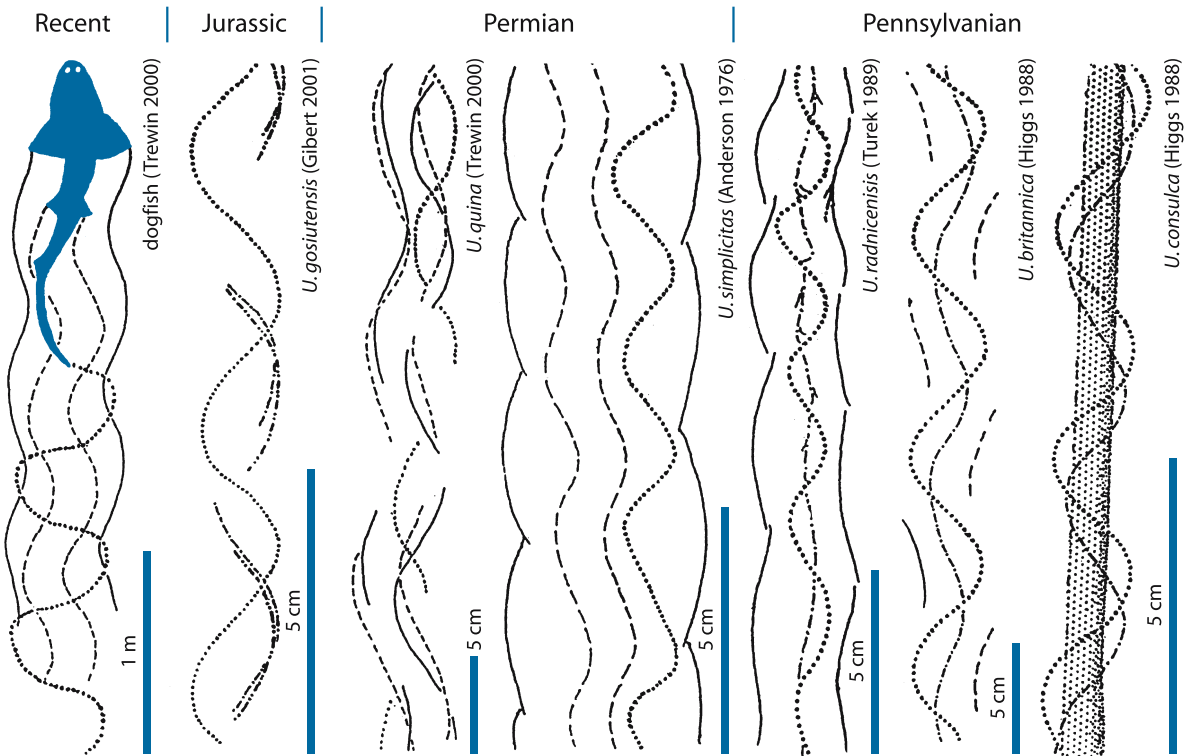 Recent
Jurassic
Permian
Pennsylvanian
dogfish (Trewin 2000)
U. gosiutensis (Gibert 2001)
U. quina (Trewin 2000)
U. simplicitas (Anderson 1976)
U. radnicenisis (Turek 1989)
U. britannica (Higgs 1988)
U. consulca (Higgs 1988)
1 m
5 cm
5 cm
5 cm
5 cm
5 cm
5 cm